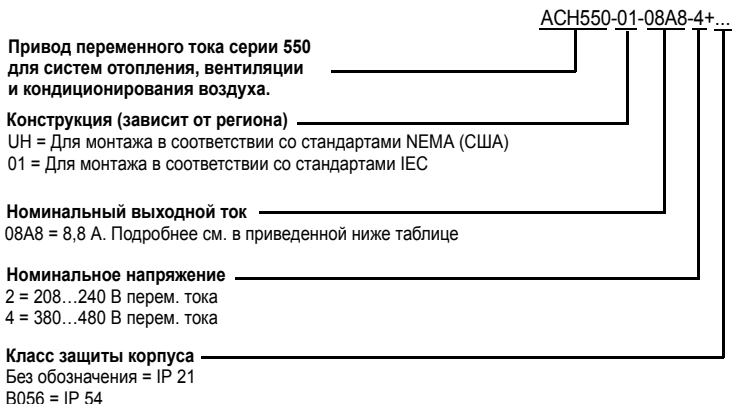 ACH550-01-08A8-4+...
Привод переменного тока серии 550
для систем отопления, вентиляции
и кондиционирования воздуха.
Конструкция (зависит от региона)
UH = Для монтажа в соответствии со стандартами NEMA (США)
01 = Для монтажа в соответствии со стандартами IEC
Номинальный выходной ток
08A8 = 8,8 А. Подробнее см. в приведенной ниже таблице
Номинальное напряжение
2 = 208…240 В перем. тока
4 = 380…480 В перем. тока
Класс защиты корпуса
Без обозначения = IP 21
B056 = IP 54